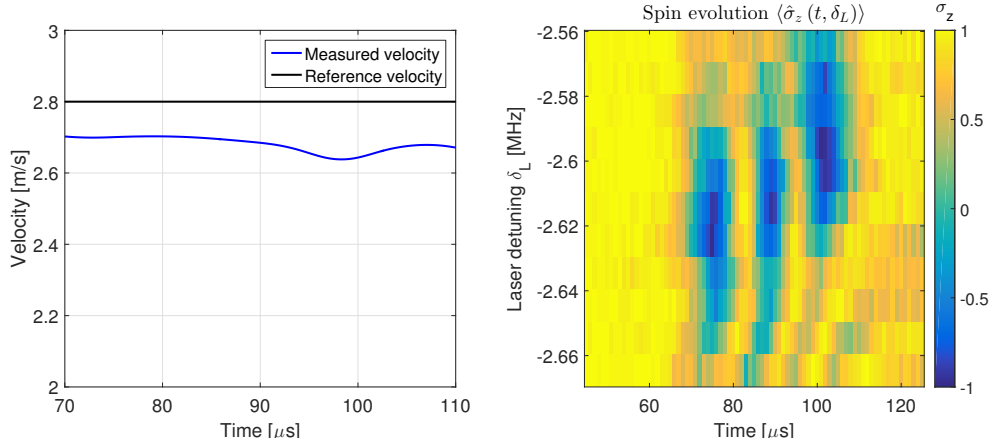 3
2.8
2.6
2.4
2.2
2
Velocity [m/s]
Measured velocity
Reference velocity
70 80 90 100 110
Time [μs]
Spin evolution ⟨σ̂z (t, δL)⟩
-2.56
-2.58
-2.6
-2.62
-2.64
-2.66
Laser detuning δL [MHz]
60 80 100 120
Time [μs]
σz
1
0.5
0
-0.5
-1